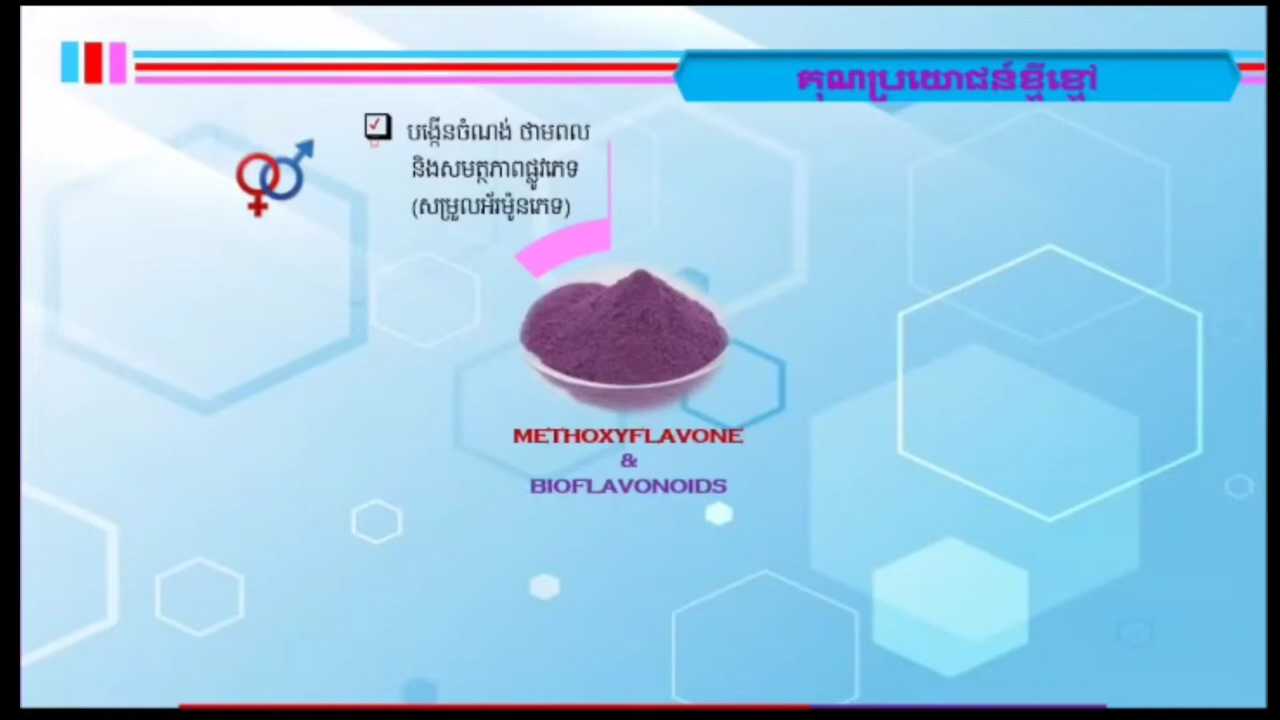 គុណប្រយោជន៍ខ្មីខ្មៅ
បង្កើនចំណង់ ថាមពល
និងសមត្ថភាពផ្លូវភេទ
(សម្រួលអ័រម៉ូនភេទ)
METHOXYFLAVONE
&
BIOFLAVONOIDS